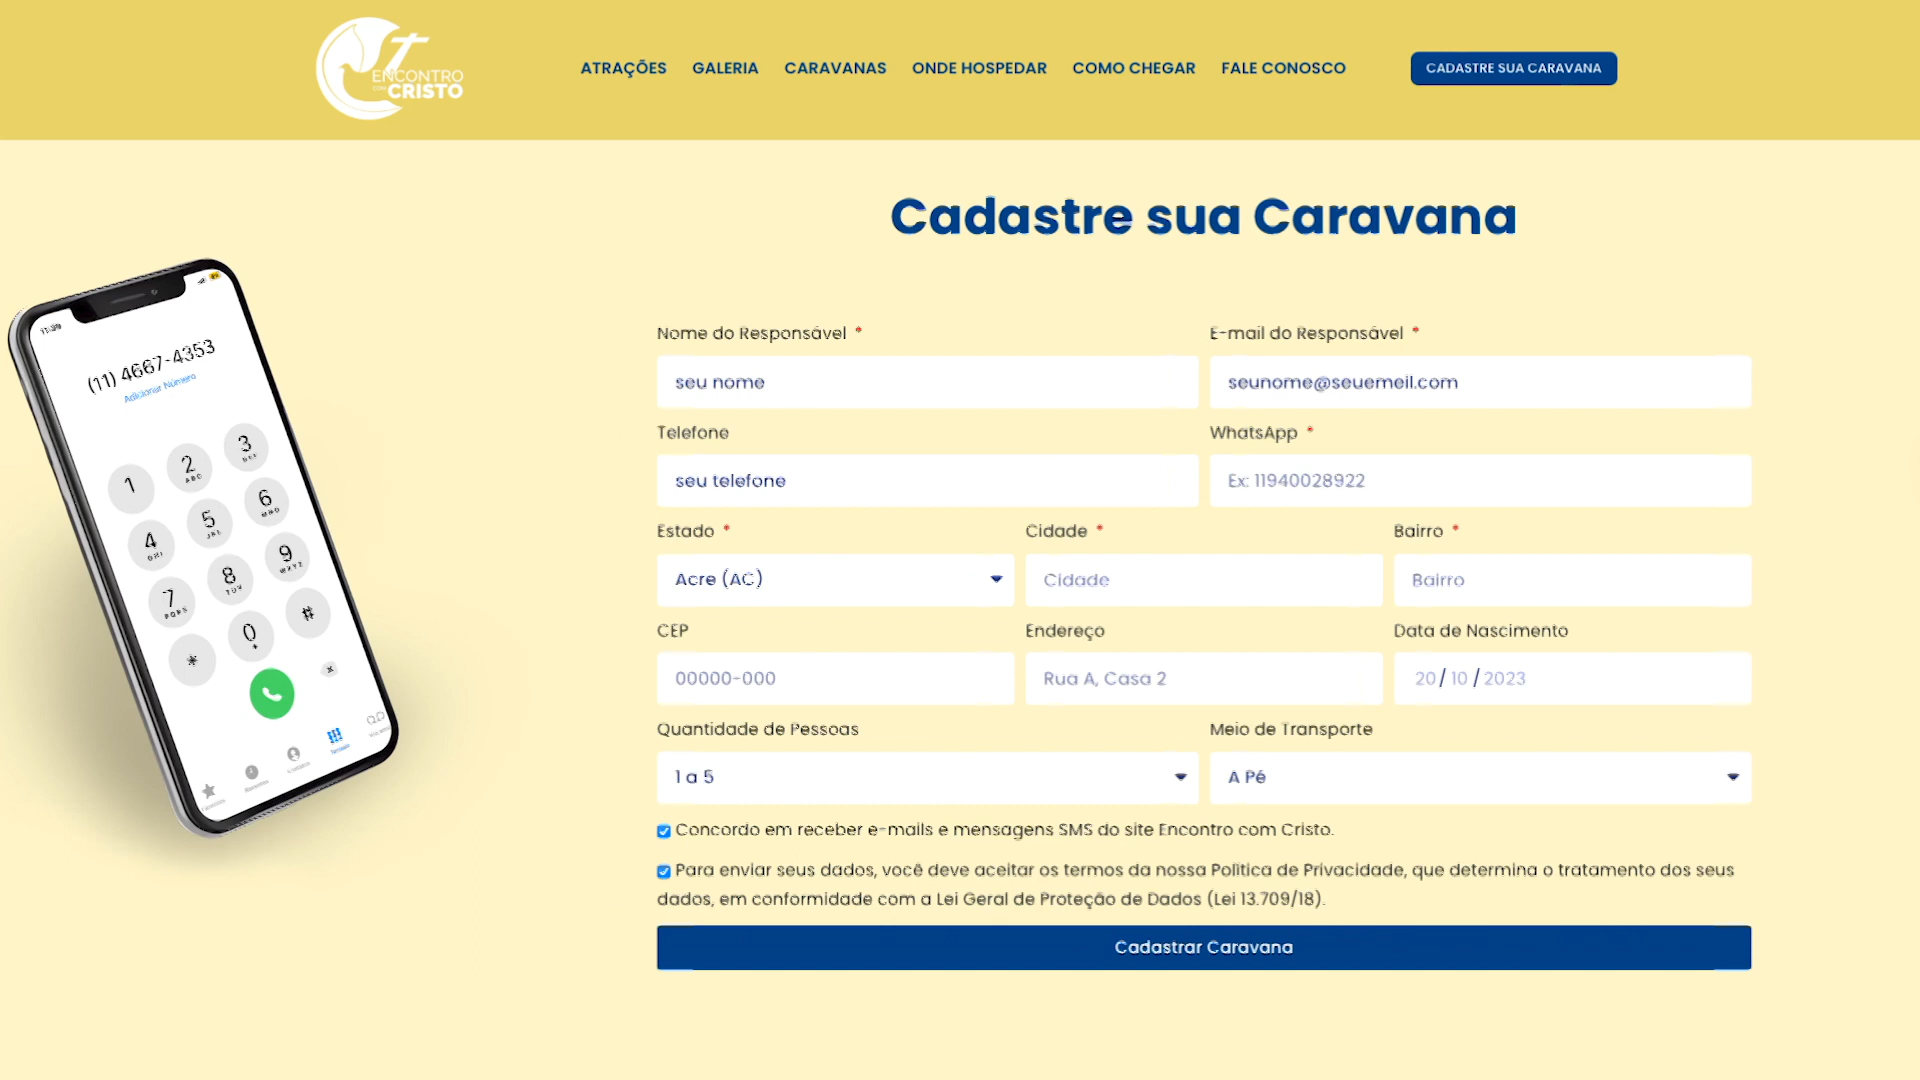 ENCONTRO
COM CRISTO
ATRAÇÕES GALERIA CARAVANAS ONDE HOSPEDAR COMO CHEGAR FALE CONOSCO CADASTRE SUA CARAVANA
Cadastre sua Caravana
Nome do Responsável * E-mail do Responsável *
seu nome seunome@seuemeil.com
Telefone WhatsApp *
seu telefone Ex: 11940028922
Estado * Cidade * Bairro *
Acre (AC) Cidade Bairro
CEP Endereço Data de Nascimento
00000-000 Rua A, Casa 2 20/10/2023
Quantidade de Pessoas Meio de Transporte
1 a 5 A Pé
Concordo em receber e-mails e mensagens SMS do site Encontro com Cristo.
Para enviar seus dados, você deve aceitar os termos da nossa Política de Privacidade, que determina o tratamento dos seus
dados, em conformidade com a Lei Geral de Proteção de Dados (Lei 13.709/18).
Cadastrar Caravana
(11) 4667-4353
Adicionar Número
1 2 3
ABC DEF
4 5 6
GHI JKL MNO
7 8 9
PQRS TUV WXYZ
* 0 #
+